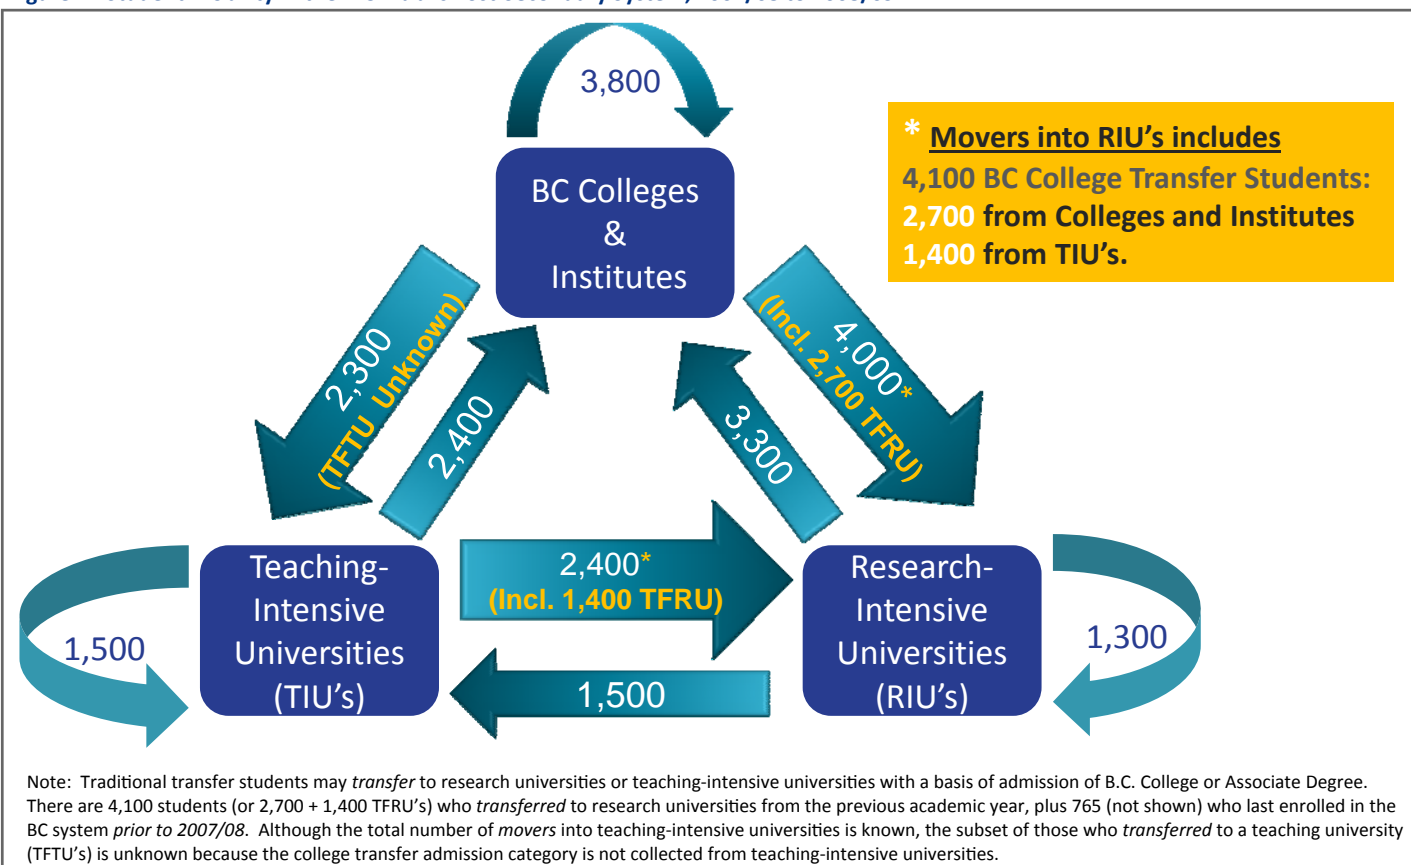 3,800
* Movers into RIU's includes
4,100 BC College Transfer Students:
2,700 from Colleges and Institutes
1,400 from TIU's.
BC Colleges
&
Institutes
2,300
(TFTU Unknown)
2,400
4,000*
(Incl. 2,700 TFRU)
3,300
Teaching-
Intensive
Universities
(TIU's)
1,500
2,400*
(Incl. 1,400 TFRU)
1,500
Research-
Intensive
Universities
(RIU's)
1,300
Note: Traditional transfer students may transfer to research universities or teaching-intensive universities with a basis of admission of B.C. College or Associate Degree.
There are 4,100 students (or 2,700 + 1,400 TFRU's) who transferred to research universities from the previous academic year, plus 765 (not shown) who last enrolled in the
BC system prior to 2007/08. Although the total number of movers into teaching-intensive universities is known, the subset of those who transferred to a teaching university
(TFTU's) is unknown because the college transfer admission category is not collected from teaching-intensive universities.